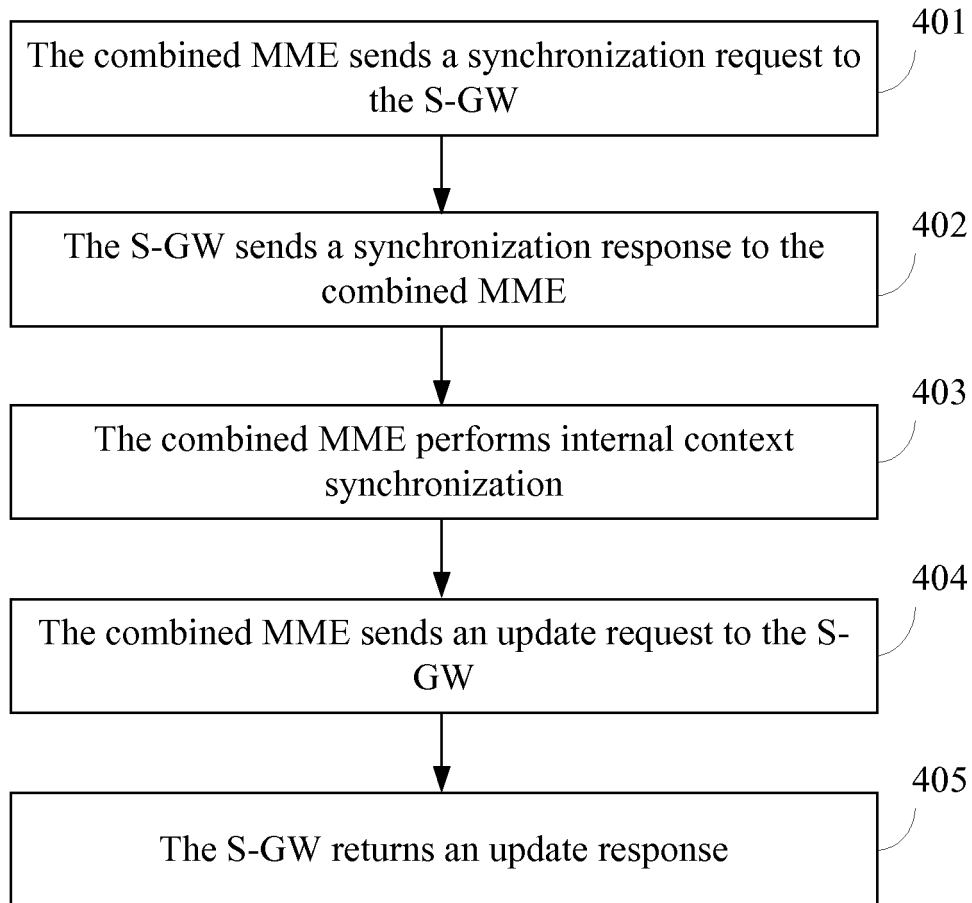 401
The combined MME sends a synchronization request to
the S-GW
402
The S-GW sends a synchronization response to the
combined MME
403
The combined MME performs internal context
synchronization
404
The combined MME sends an update request to the S-
GW
405
The S-GW returns an update response